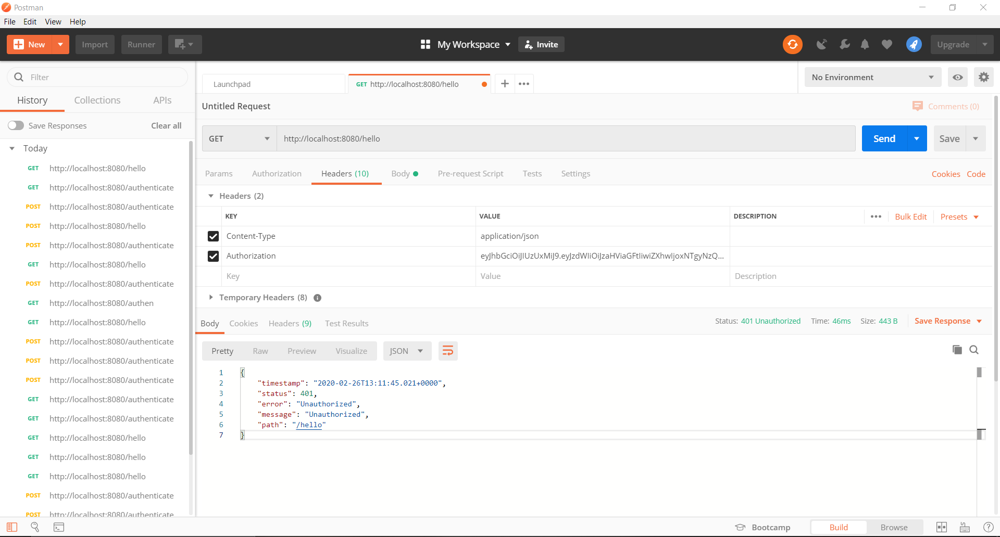 Postman
File Edit View Help
New Import Runner My Workspace Invite Upgrade
Filter
History Collections APIs
Save Responses Clear all
Today
GET http://localhost:8080/hello
GET http://localhost:8080/authenticate
POST http://localhost:8080/authenticate
POST http://localhost:8080/hello
POST http://localhost:8080/authenticate
GET http://localhost:8080/hello
POST http://localhost:8080/authenticate
GET http://localhost:8080/authen
GET http://localhost:8080/hello
POST http://localhost:8080/authenticate
POST http://localhost:8080/authenticate
POST http://localhost:8080/authenticate
GET http://localhost:8080/authenticate
GET http://localhost:8080/authenticate
GET http://localhost:8080/hello
GET http://localhost:8080/hello
GET http://localhost:8080/hello
POST http://localhost:8080/authenticate
POST http://localhost:8080/authenticate
Launchpad GET http://localhost:8080/hello No Environment
Untitled Request Comments (0)
GET http://localhost:8080/hello Send Save
Params Authorization Headers (10) Body Pre-request Script Tests Settings Cookies Code
Headers (2)
KEY VALUE DESCRIPTION Bulk Edit Presets
Content-Type application/json
Authorization eyJhbGciOiJIUzUxMiJ9.eyJzdWIiOiJzaHViaGFtIiwiZXhwIjoxNTgyNzQ...
Key Value Description
Temporary Headers (8)
Body Cookies Headers (9) Test Results Status: 401 Unauthorized Time: 46ms Size: 443 B Save Response
Pretty Raw Preview Visualize JSON
1 {
2 "timestamp": "2020-02-26T13:11:45.021+0000",
3 "status": 401,
4 "error": "Unauthorized",
5 "message": "Unauthorized",
6 "path": "/hello"
7 }
Bootcamp Build Browse